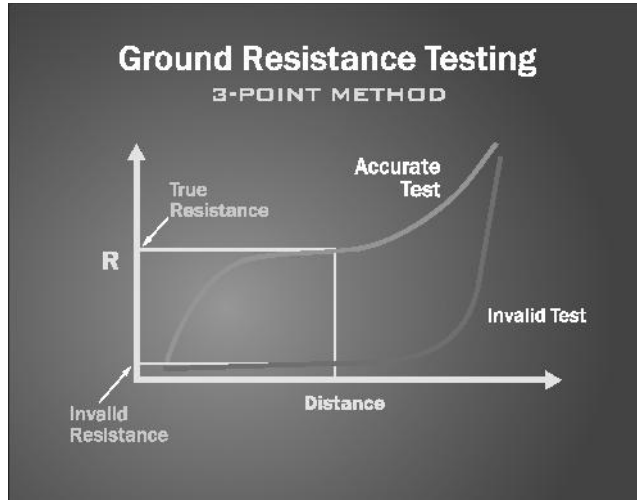 Ground Resistance Testing
3-POINT METHOD
Accurate
Test
True
Resistance
R
Invalid Test
Distance
Invalid
Resistance